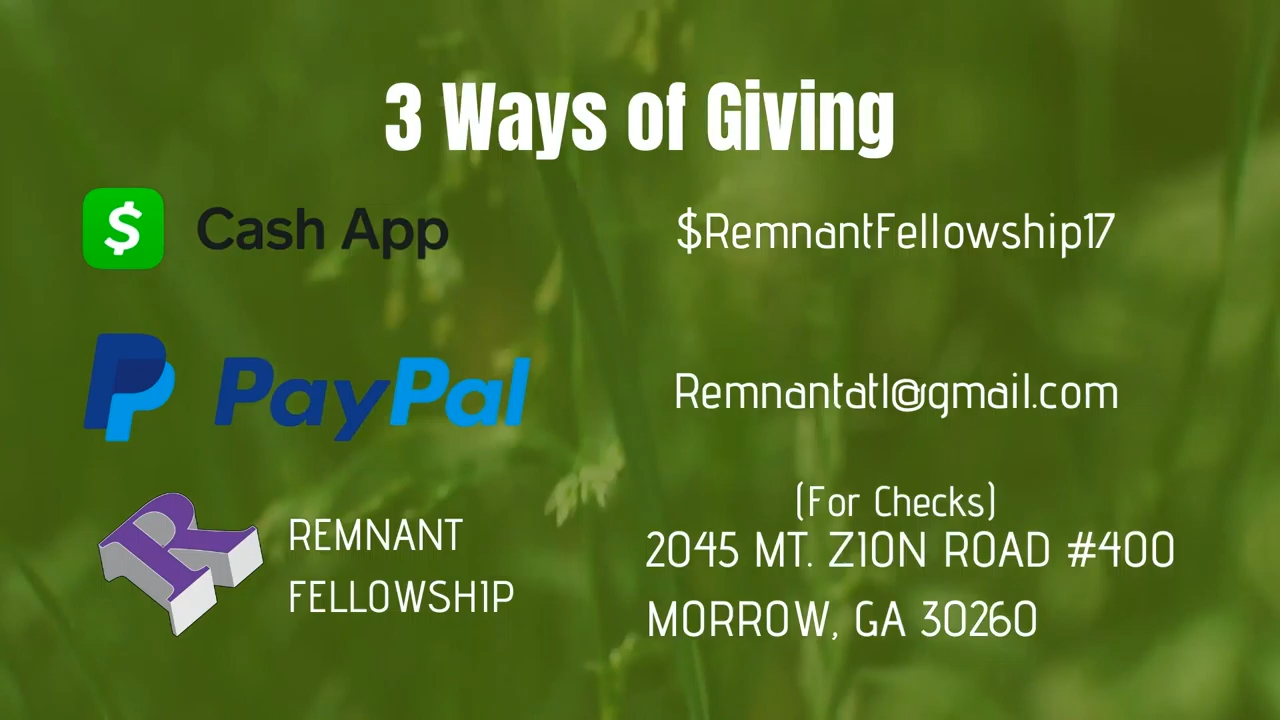 3 Ways of Giving
$ Cash App
$RemnantFellowship17
P PayPal
Remnantatl@gmail.com
R REMNANT
FELLOWSHIP
(For Checks)
2045 MT. ZION ROAD #400
MORROW, GA 30260